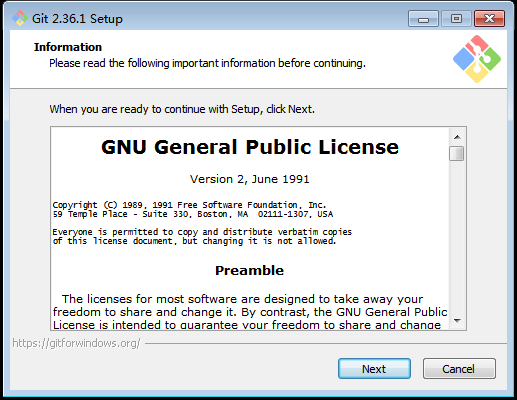 Git 2.36.1 Setup
Information
Please read the following important information before continuing.
When you are ready to continue with Setup, click Next.
GNU General Public License
Version 2, June 1991
Copyright (C) 1989, 1991 Free Software Foundation, Inc.
59 Temple Place - Suite 330, Boston, MA  02111-1307, USA
Everyone is permitted to copy and distribute verbatim copies
of this license document, but changing it is not allowed.
Preamble
The licenses for most software are designed to take away your
freedom to share and change it. By contrast, the GNU General Public
License is intended to guarantee your freedom to share and change
https://gitforwindows.org/
Next
Cancel